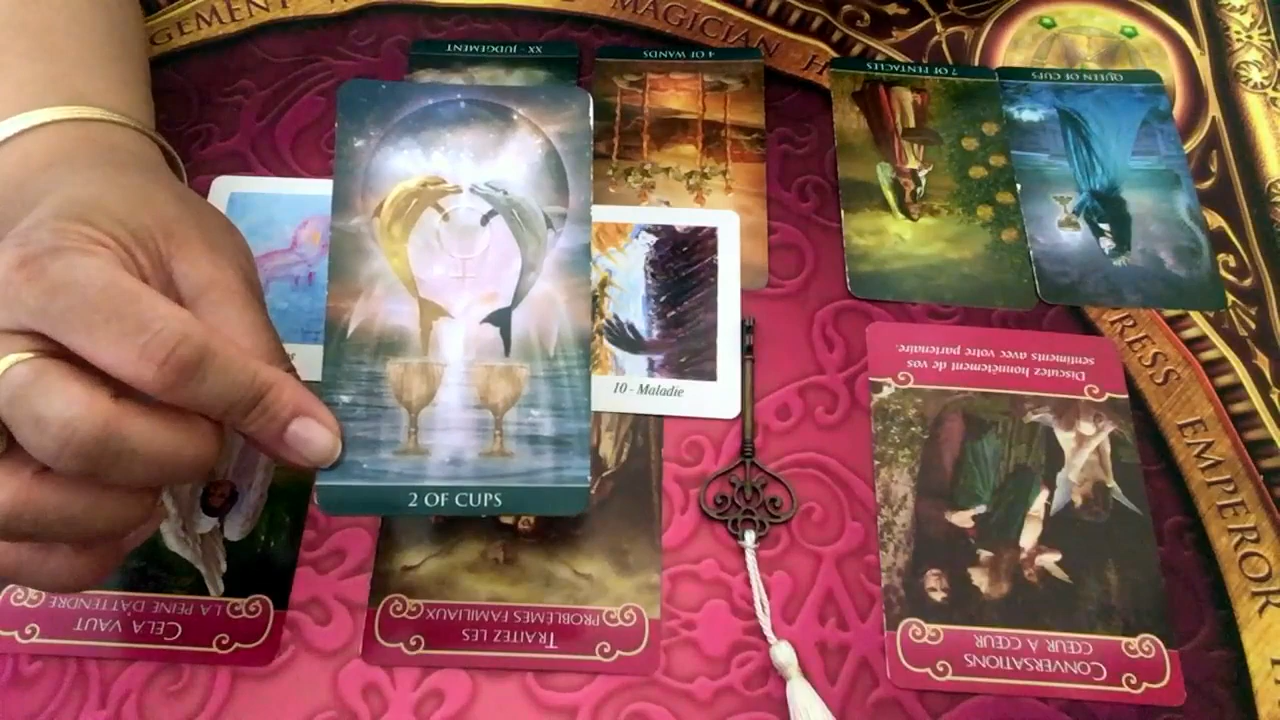 GEMENT
MAGICIAN
H
XX - JUDGEMENT
4 OF WANDS
7 OF PENTACLES
QUEEN OF CUPS
RESS EMPEROR
10 - Maladie
2 OF CUPS
Discutez honnêtement de vos
sentiments avec votre partenaire.
CELA VAUT
LA PEINE D'ATTENDRE
TRAITEZ LES
PROBLÈMES FAMILIAUX
CONVERSATIONS
CŒUR À CŒUR